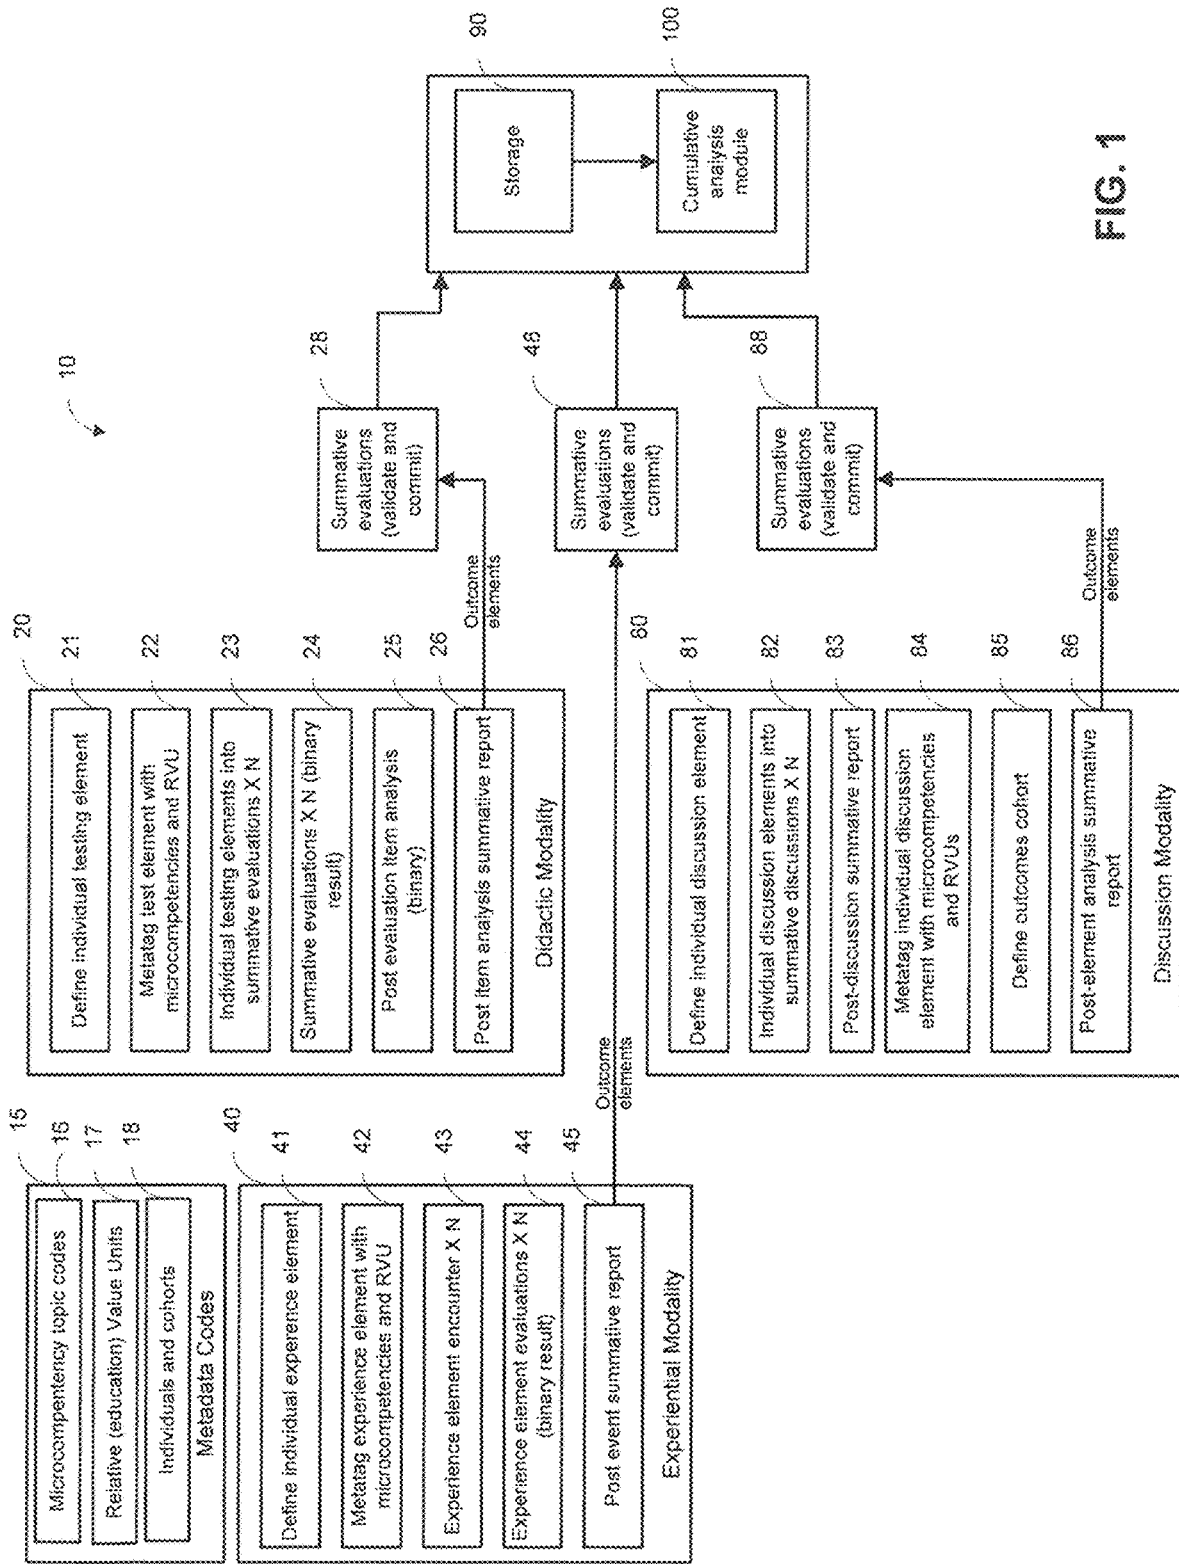 10
15
16
17
18
Microcompentency topic codes
Relative (education) Value Units
Individuals and cohorts
Metadata Codes
20
21
22
23
24
25
26
Define individual testing element
Metatag test element with
microcompetencies and RVU
Individual testing elements into
summative evaluations X N
Summative evaluations X N (binary
result)
Post evaluation item analysis
(binary)
Post item analysis summative report
Didactic Modality
Outcome
elements
28
Summative
evaluations
(validate and
commit)
40
41
42
43
44
45
Define individual experence element
Metatag experience element with
microcompetencies and RVU
Experience element encounter X N
Experience element evaluations X N
(binary result)
Post event summative report
Experiential Modality
Outcome
elements
48
Summative
evaluations
(validate and
commit)
80
81
82
83
84
85
86
Define individual discussion element
Individual discussion elements into
summative discussions X N
Post-discussion summative report
Metatag individual discussion
element with microcompetencies
and RVUs
Define outcomes cohort
Post-element analysis summative
report
Discussion Modality
Outcome
elements
88
Summative
evaluations
(validate and
commit)
90
Storage
100
Cumulative
analysis
module
FIG. 1